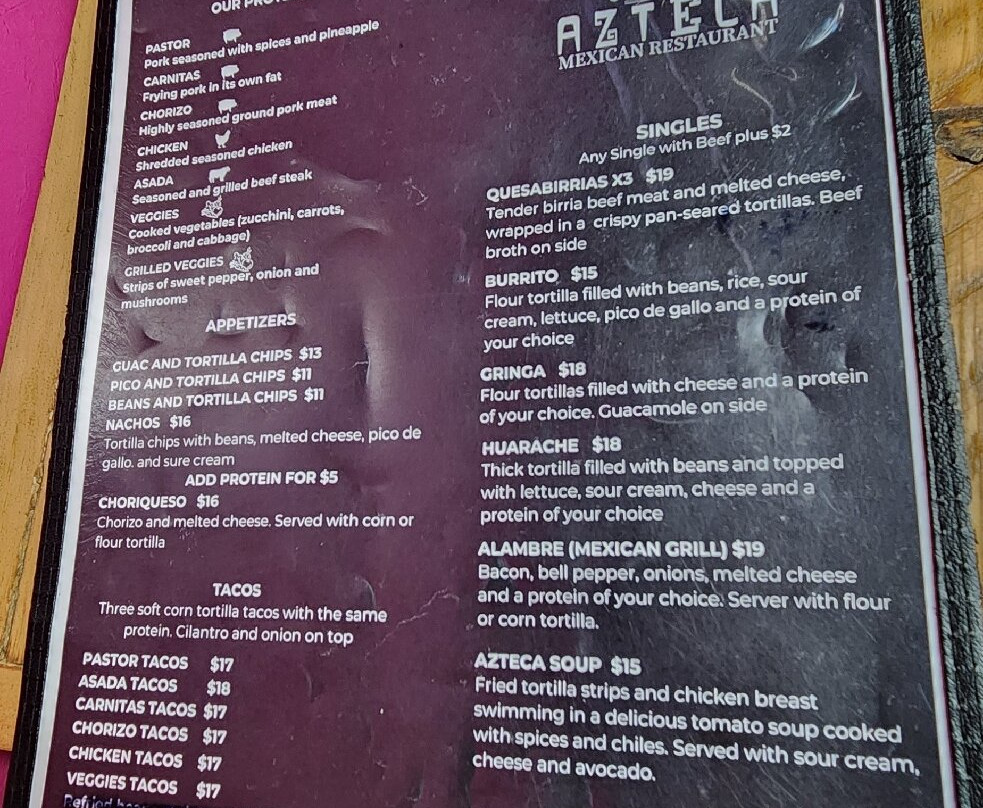 OUR
PASTOR
Pork seasoned with spices and pineapple
CARNITAS
Frying pork in its own fat
CHORIZO
Highly seasoned ground pork meat
CHICKEN
Shredded seasoned chicken
ASADA
Seasoned and grilled beef steak
VEGGIES
Cooked vegetables (zucchini, carrots,
broccoli and cabbage)
GRILLED VEGGIES
Strips of sweet pepper, onion and
mushrooms
APPETIZERS
GUAC AND TORTILLA CHIPS $13
PICO AND TORTILLA CHIPS $11
BEANS AND TORTILLA CHIPS $11
NACHOS $16
Tortilla chips with beans, melted cheese, pico de
gallo. and sure cream
ADD PROTEIN FOR $5
CHORIQUESO $16
Chorizo and melted cheese. Served with corn or
flour tortilla
TACOS
Three soft corn tortilla tacos with the same
protein. Cilantro and onion on top
PASTOR TACOS $17
ASADA TACOS $18
CARNITAS TACOS $17
CHORIZO TACOS $17
CHICKEN TACOS $17
VEGGIES TACOS $17
AZTECA
MEXICAN RESTAURANT
SINGLES
Any Single with Beef plus $2
QUESABIRRIAS X3 $19
Tender birria beef meat and melted cheese,
wrapped in a crispy pan-seared tortillas. Beef
broth on side
BURRITO $15
Flour tortilla filled with beans, rice, sour
cream, lettuce, pico de gallo and a protein of
your choice
GRINGA $18
Flour tortillas filled with cheese and a protein
of your choice. Guacamole on side
HUARACHE $18
Thick tortilla filled with beans and topped
with lettuce, sour cream, cheese and a
protein of your choice
ALAMBRE (MEXICAN GRILL) $19
Bacon, bell pepper, onions, melted cheese
and a protein of your choice. Server with flour
or corn tortilla.
AZTECA SOUP $15
Fried tortilla strips and chicken breast
swimming in a delicious tomato soup cooked
with spices and chiles. Served with sour cream,
cheese and avocado.